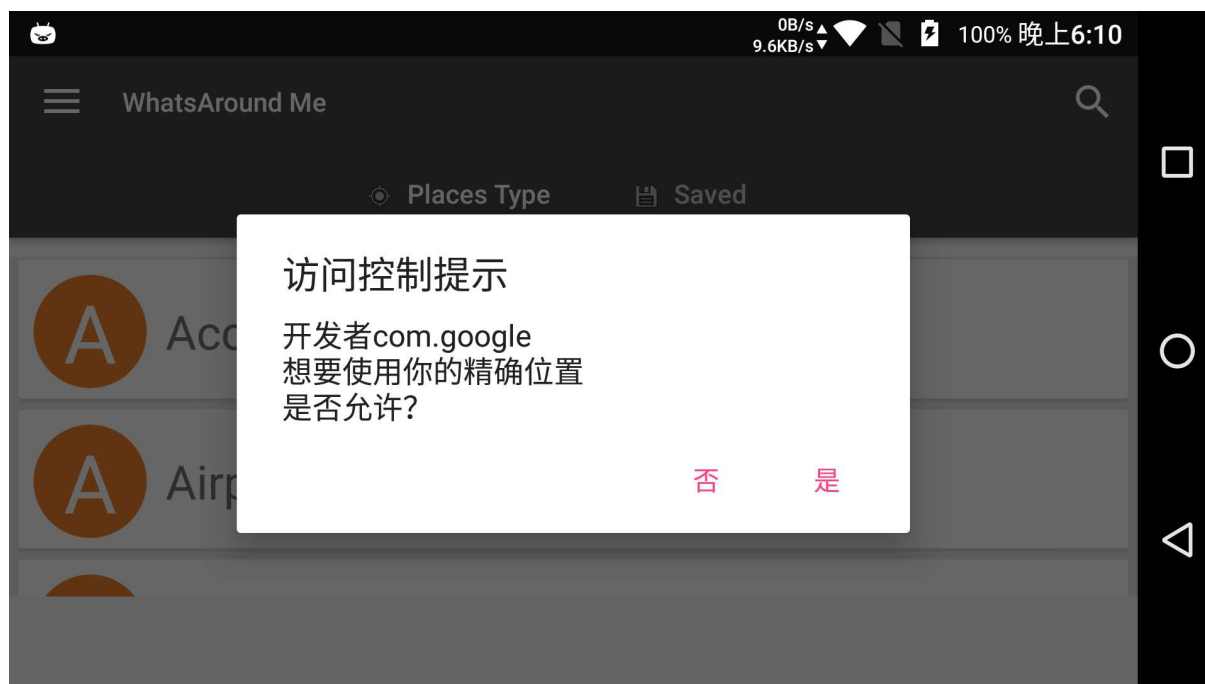 0B/s
9.6KB/s
100% 晚上6:10
WhatsAround Me
Places Type
Saved
访问控制提示
A
Acc
开发者com.google
想要使用你的精确位置
是否允许?
A
否 是